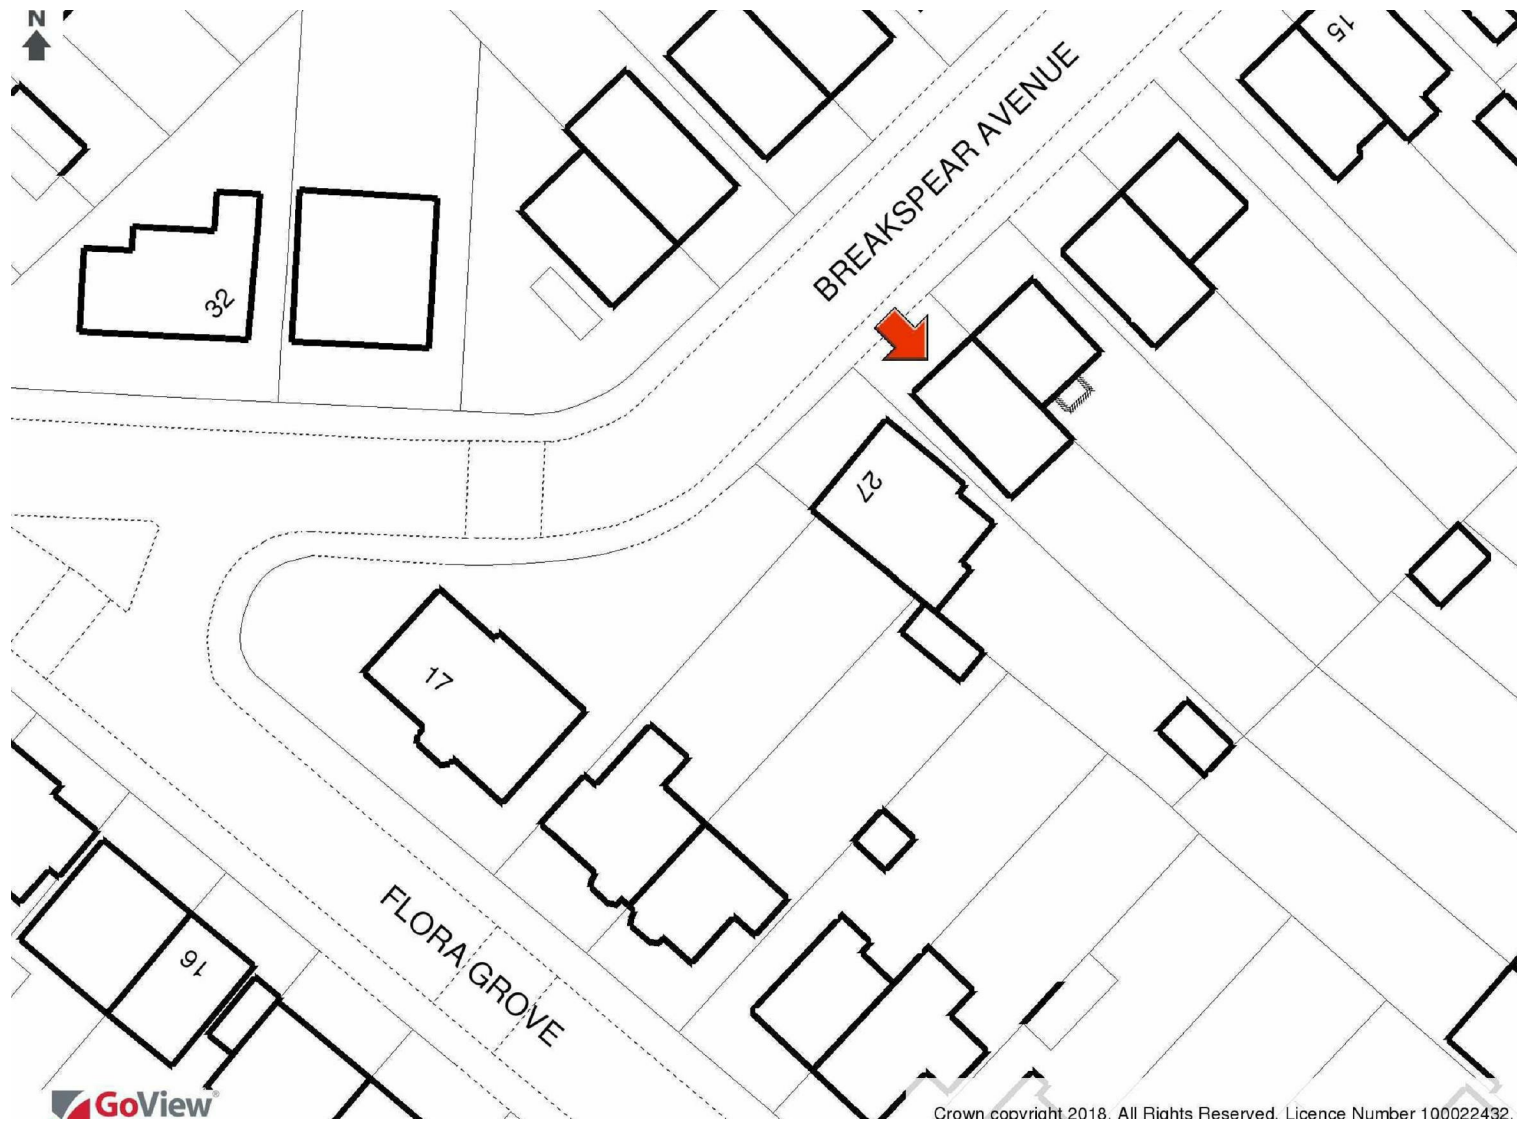 N
15
BREAKSPEAR AVENUE
32
27
17
FLORA GROVE
16
GoView®
Crown copyright 2018. All Rights Reserved. Licence Number 100022432.